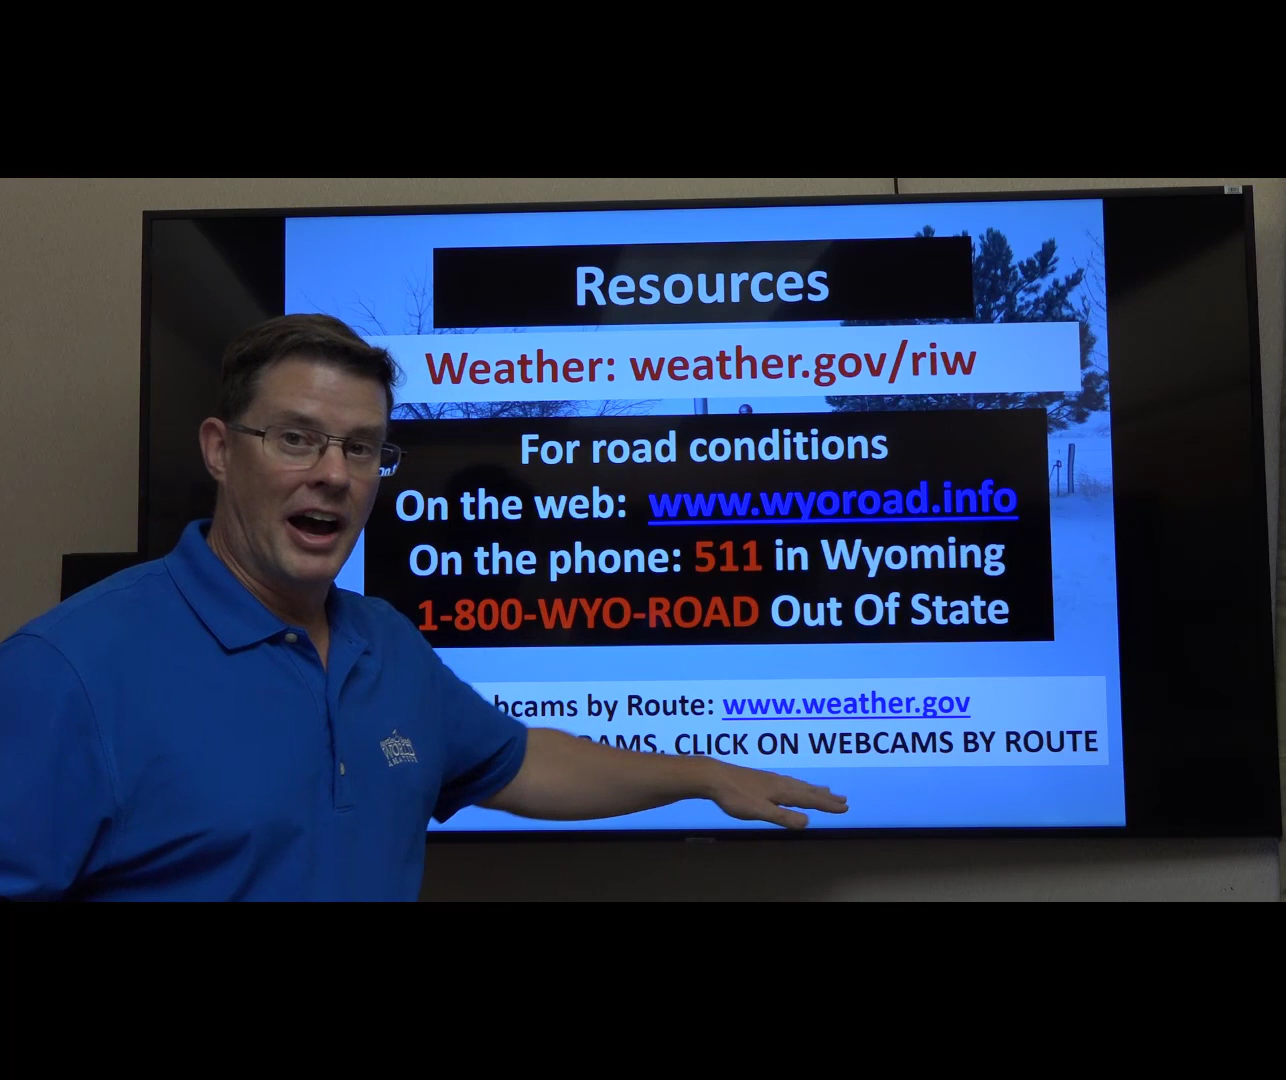 Resources
Weather: weather.gov/riw
For road conditions
On the web: www.wyoroad.info
On the phone: 511 in Wyoming
1-800-WYO-ROAD Out Of State
bcams by Route: www.weather.gov
AMS, CLICK ON WEBCAMS BY ROUTE
WORLD